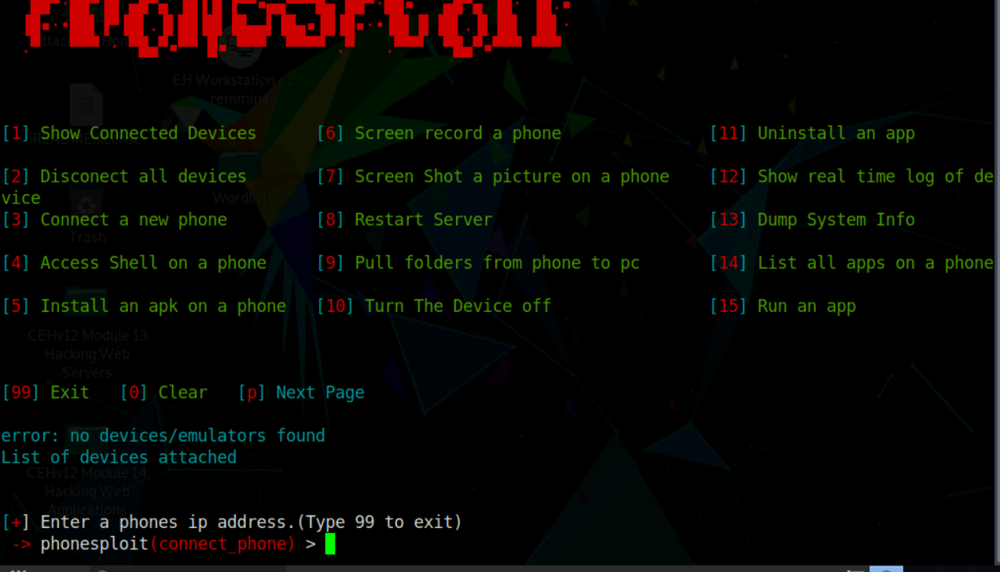 PhoneSploit
EH Workstation - 2.-
remmina
[1] Show Connected Devices [6] Screen record a phone [11] Uninstall an app
README.license
[2] Disconect all devices [7] Screen Shot a picture on a phone [12] Show real time log of de
vice
Wordlist
[3] Connect a new phone [8] Restart Server [13] Dump System Info
Trash
[4] Access Shell on a phone [9] Pull folders from phone to pc [14] List all apps on a phone
[5] Install an apk on a phone [10] Turn The Device off [15] Run an app
CEHv12 Module 13
Hacking Web
Servers
[99] Exit [0] Clear [p] Next Page
error: no devices/emulators found
List of devices attached
CEHv12 Module 14
Hacking Web
Applications
[+] Enter a phones ip address.(Type 99 to exit)
-> phonesploit(connect_phone) >